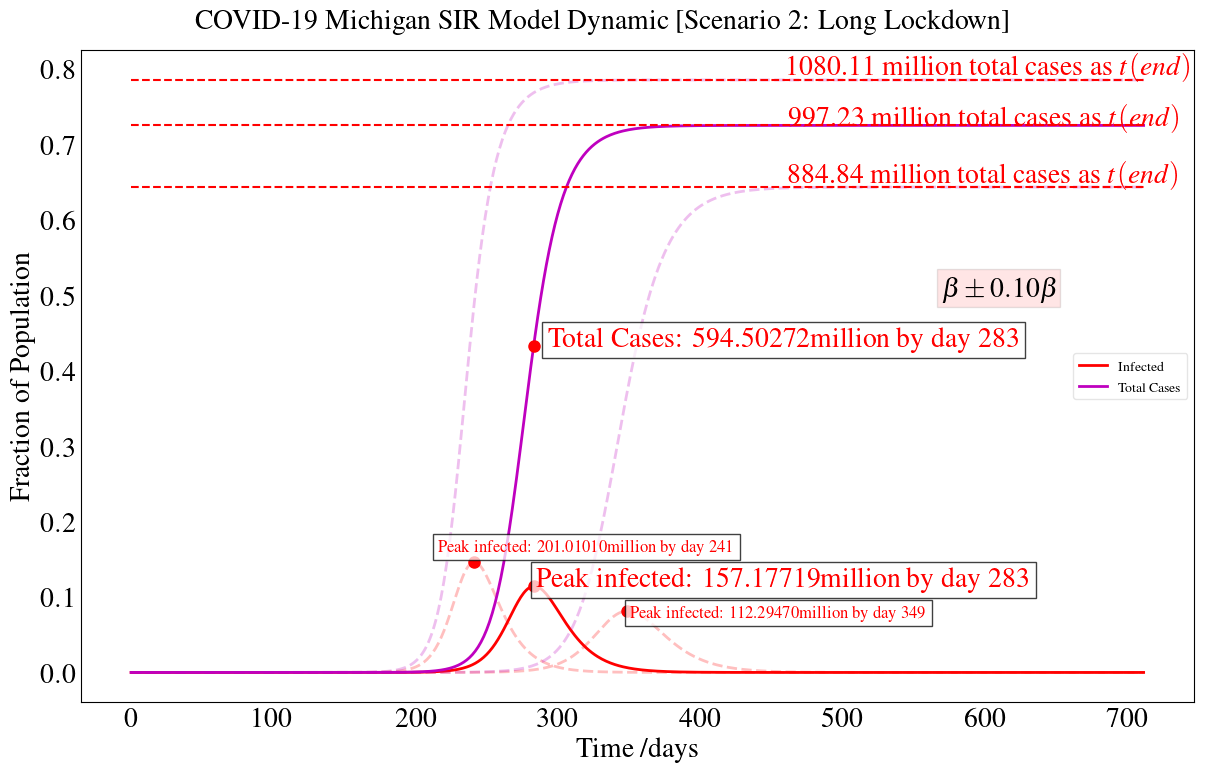 COVID-19 Michigan SIR Model Dynamic [Scenario 2: Long Lockdown]
0.8
0.7
0.6
0.5
0.4
0.3
0.2
0.1
0.0
Fraction of Population
1080.11 million total cases as t(end)
997.23 million total cases as t(end)
884.84 million total cases as t(end)
β ± 0.10β
Total Cases: 594.50272million by day 283
Infected
Total Cases
Peak infected: 201.01010million by day 241
Peak infected: 157.17719million by day 283
Peak infected: 112.29470million by day 349
0 100 200 300 400 500 600 700
Time /days